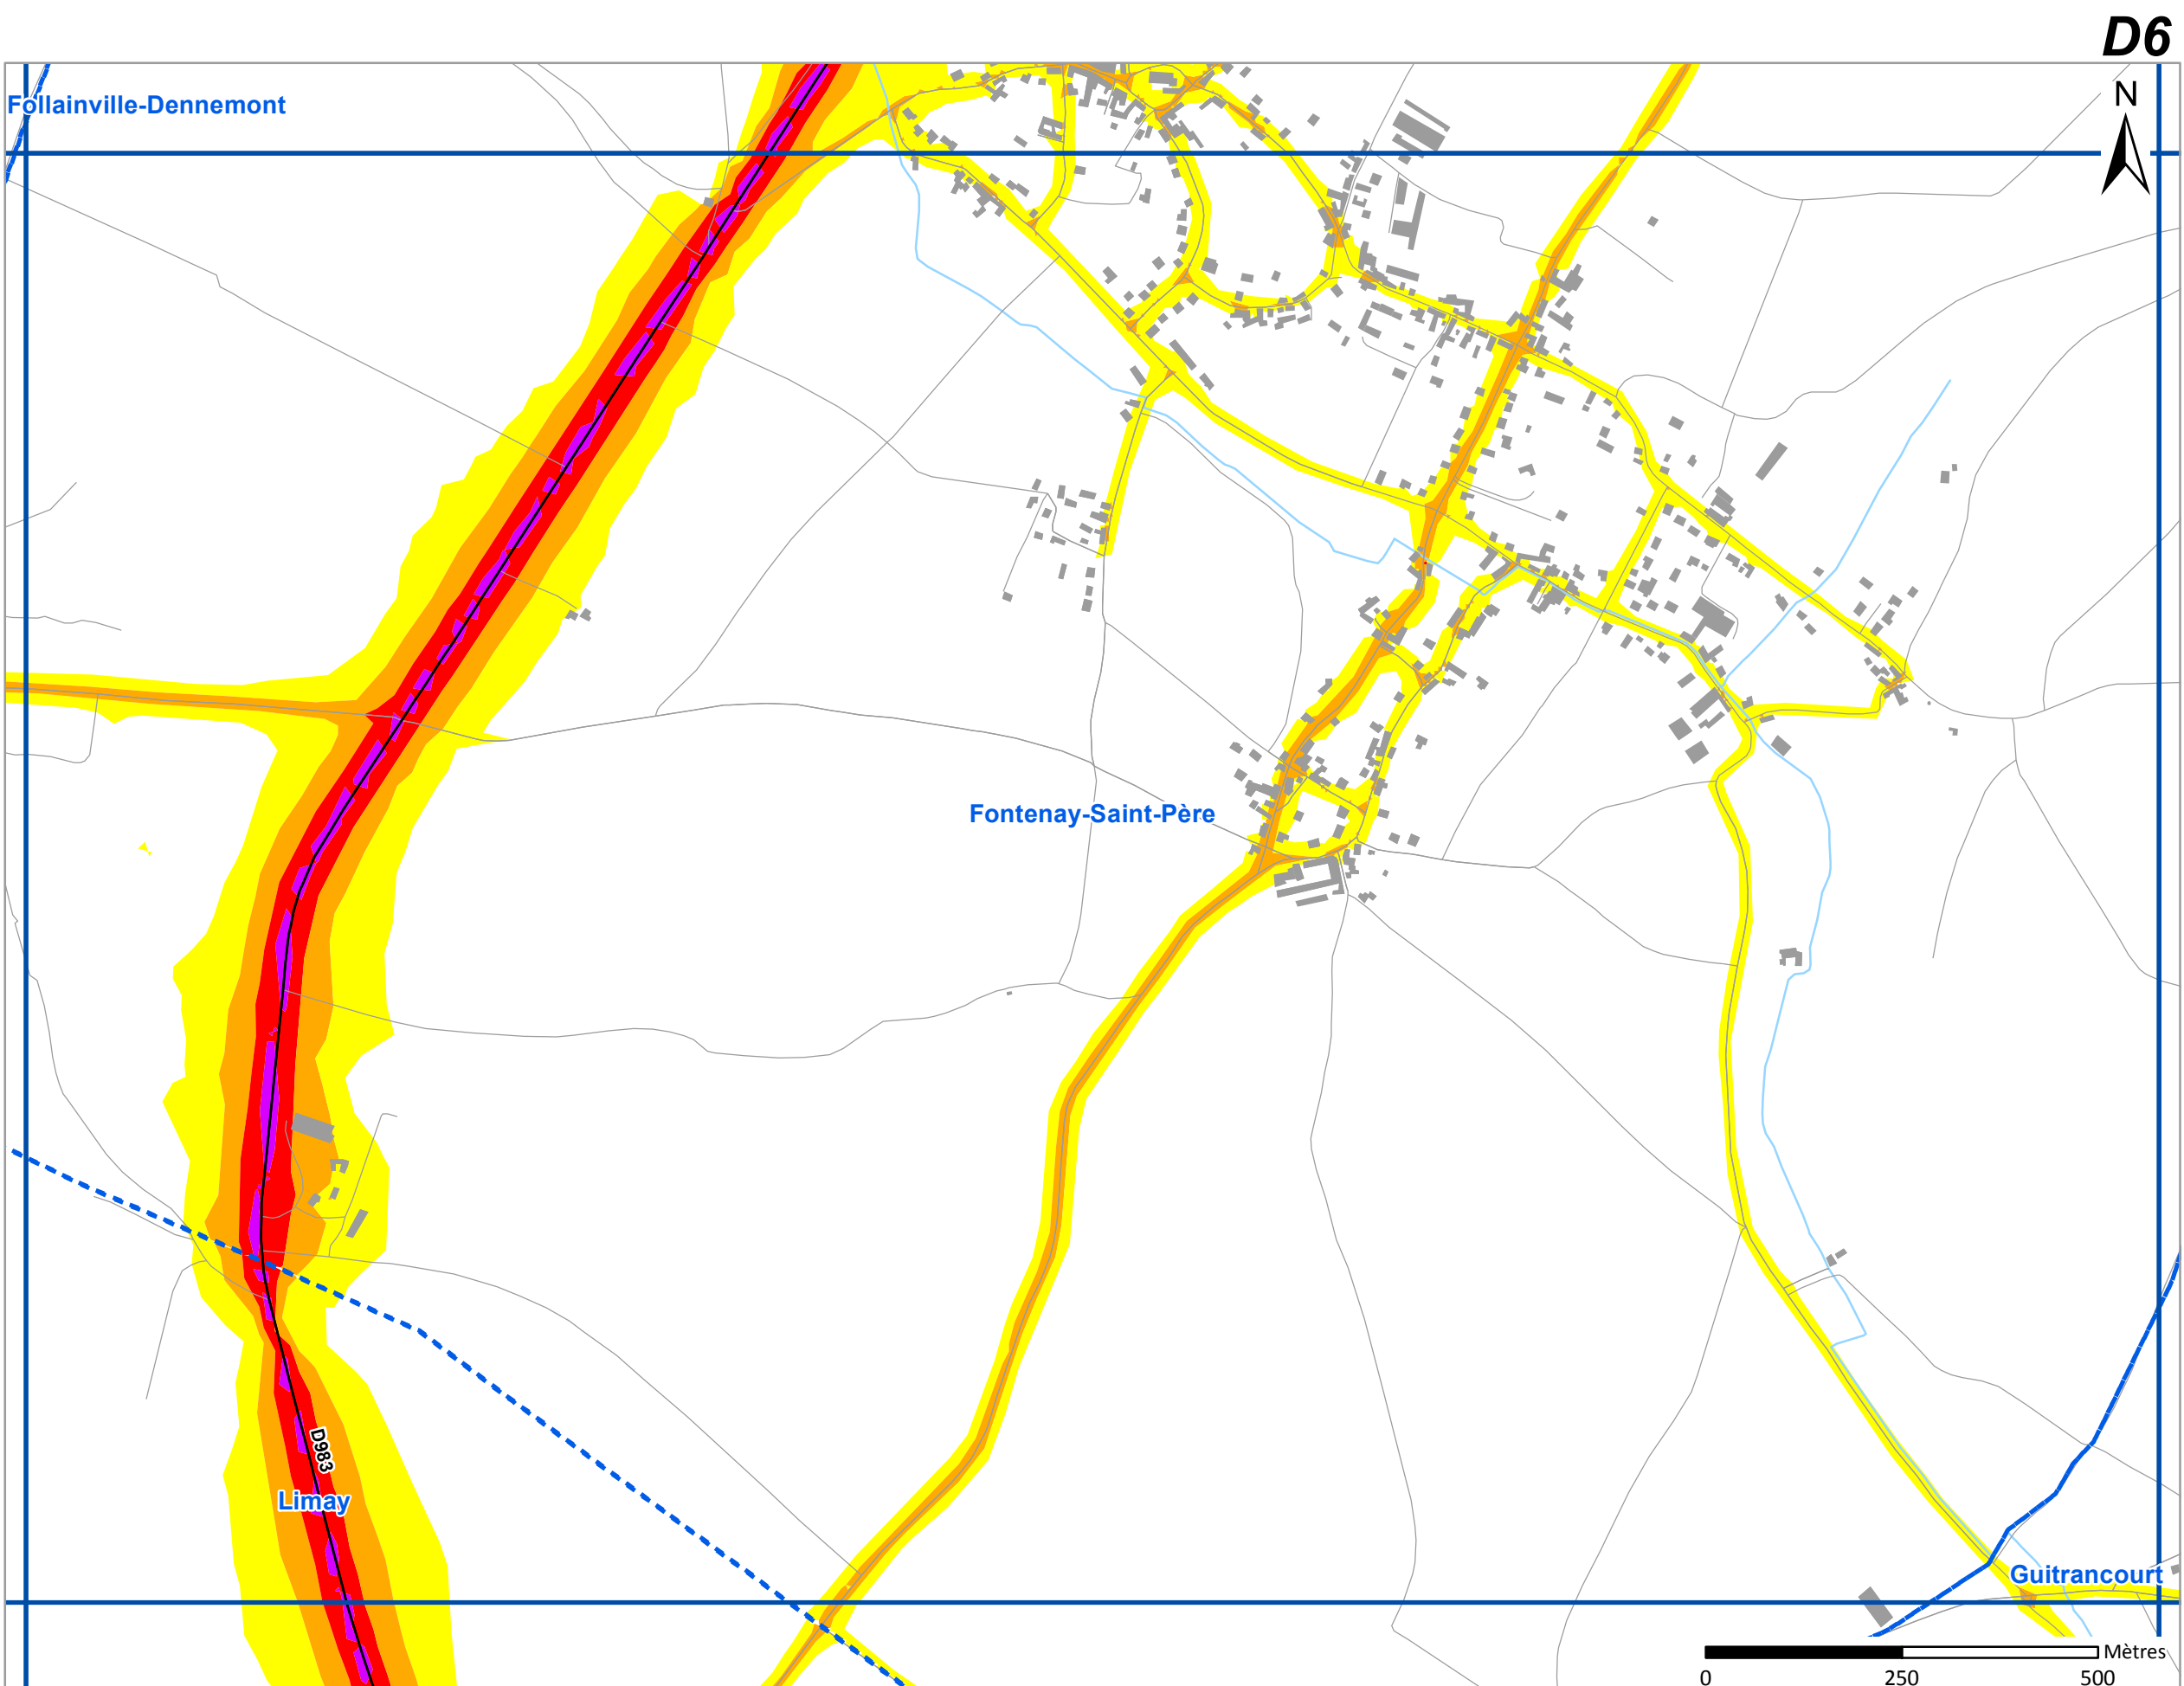 D6
N
Follainville-Dennemont
Fontenay-Saint-Père
D983
Limay
Guitrancourt
Mètres
0 250 500